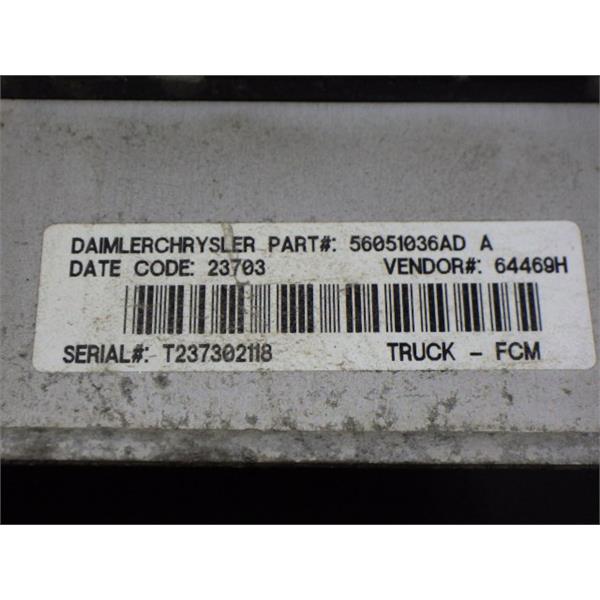 DAIMLERCHRYSLER PART#: 56051036AD A
DATE CODE: 23703 VENDOR#: 64469H
SERIAL#: T237302118 TRUCK - FCM